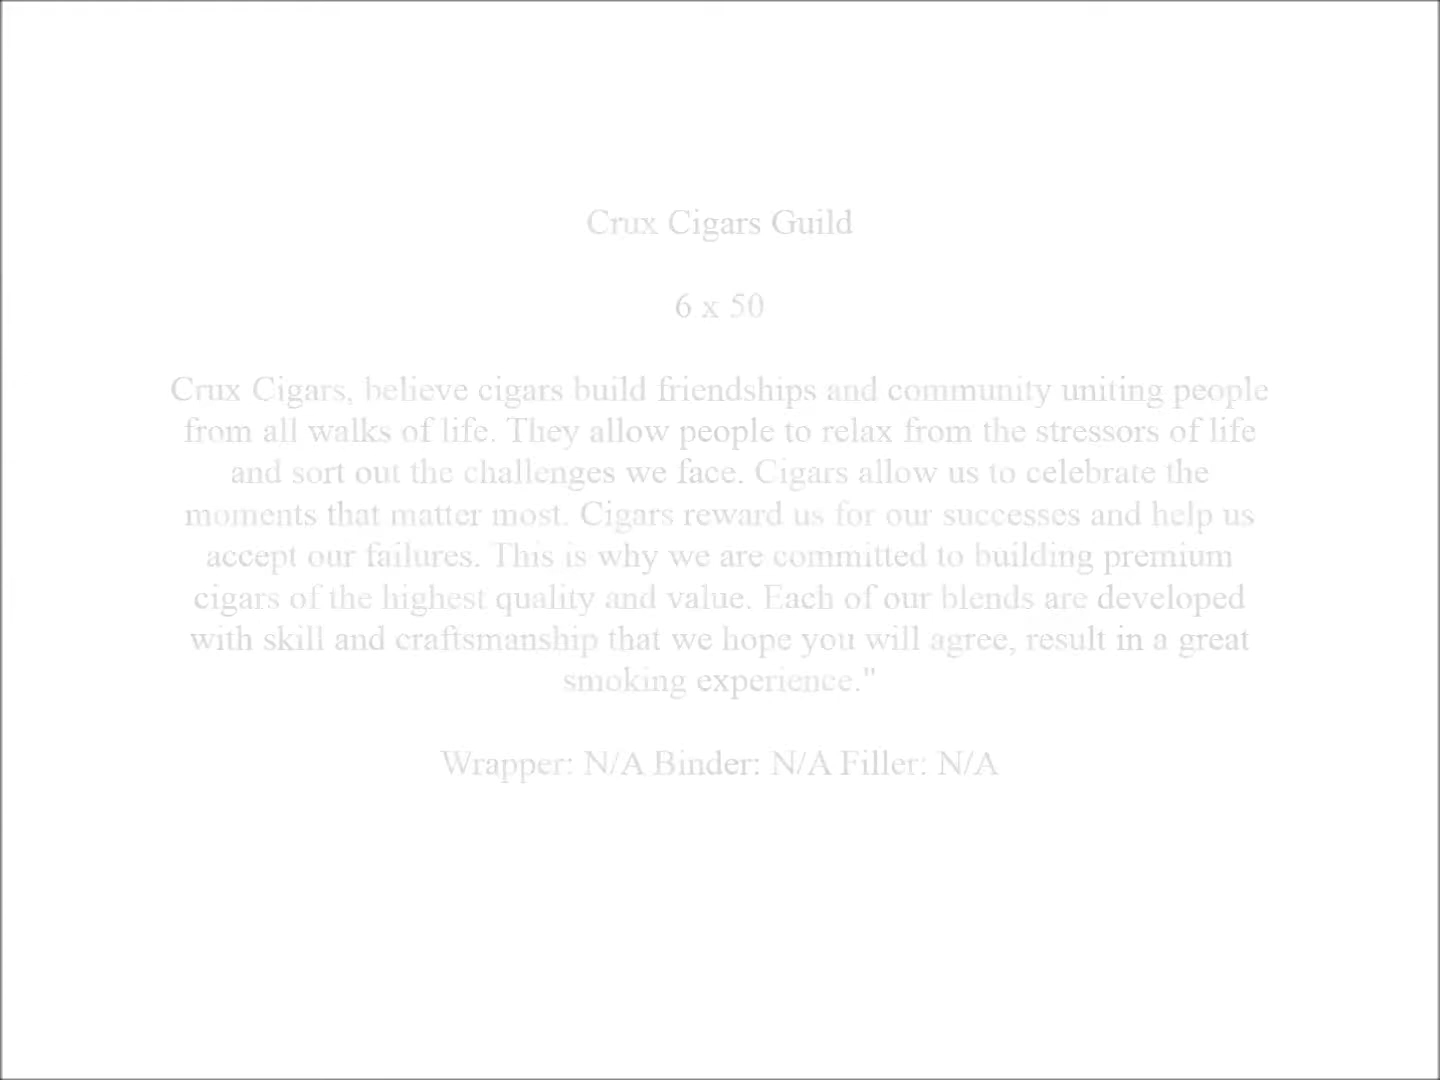 Crux Cigars Guild
6 x 50
Crux Cigars, believe cigars build friendships and community uniting people
from all walks of life. They allow people to relax from the stressors of life
and sort out the challenges we face. Cigars allow us to celebrate the
moments that matter most. Cigars reward us for our successes and help us
accept our failures. This is why we are committed to building premium
cigars of the highest quality and value. Each of our blends are developed
with skill and craftsmanship that we hope you will agree, result in a great
smoking experience."
Wrapper: N/A Binder: N/A Filler: N/A